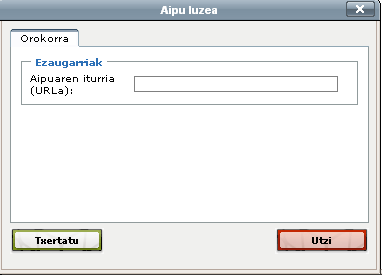 Aipu luzea
Orokorra
Ezaugarriak
Aipuaren iturria
(URLa):
Txertatu
Utzi